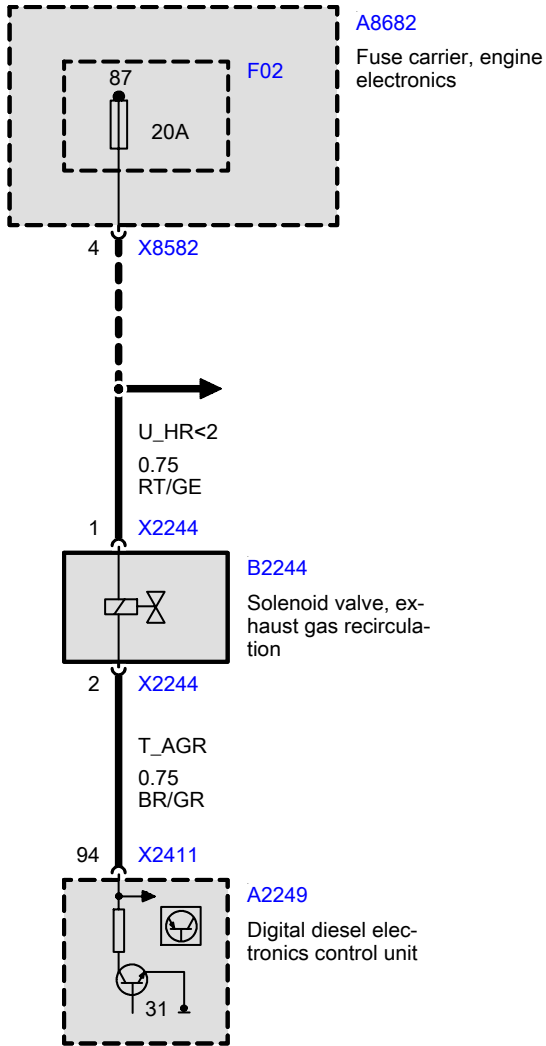 A8682
Fuse carrier, engine
electronics
87
F02
20A
4 X8582
U_HR<2
0.75
RT/GE
1 X2244
B2244
Solenoid valve, ex-
haust gas recircula-
tion
2 X2244
T_AGR
0.75
BR/GR
94 X2411
A2249
Digital diesel elec-
tronics control unit
31